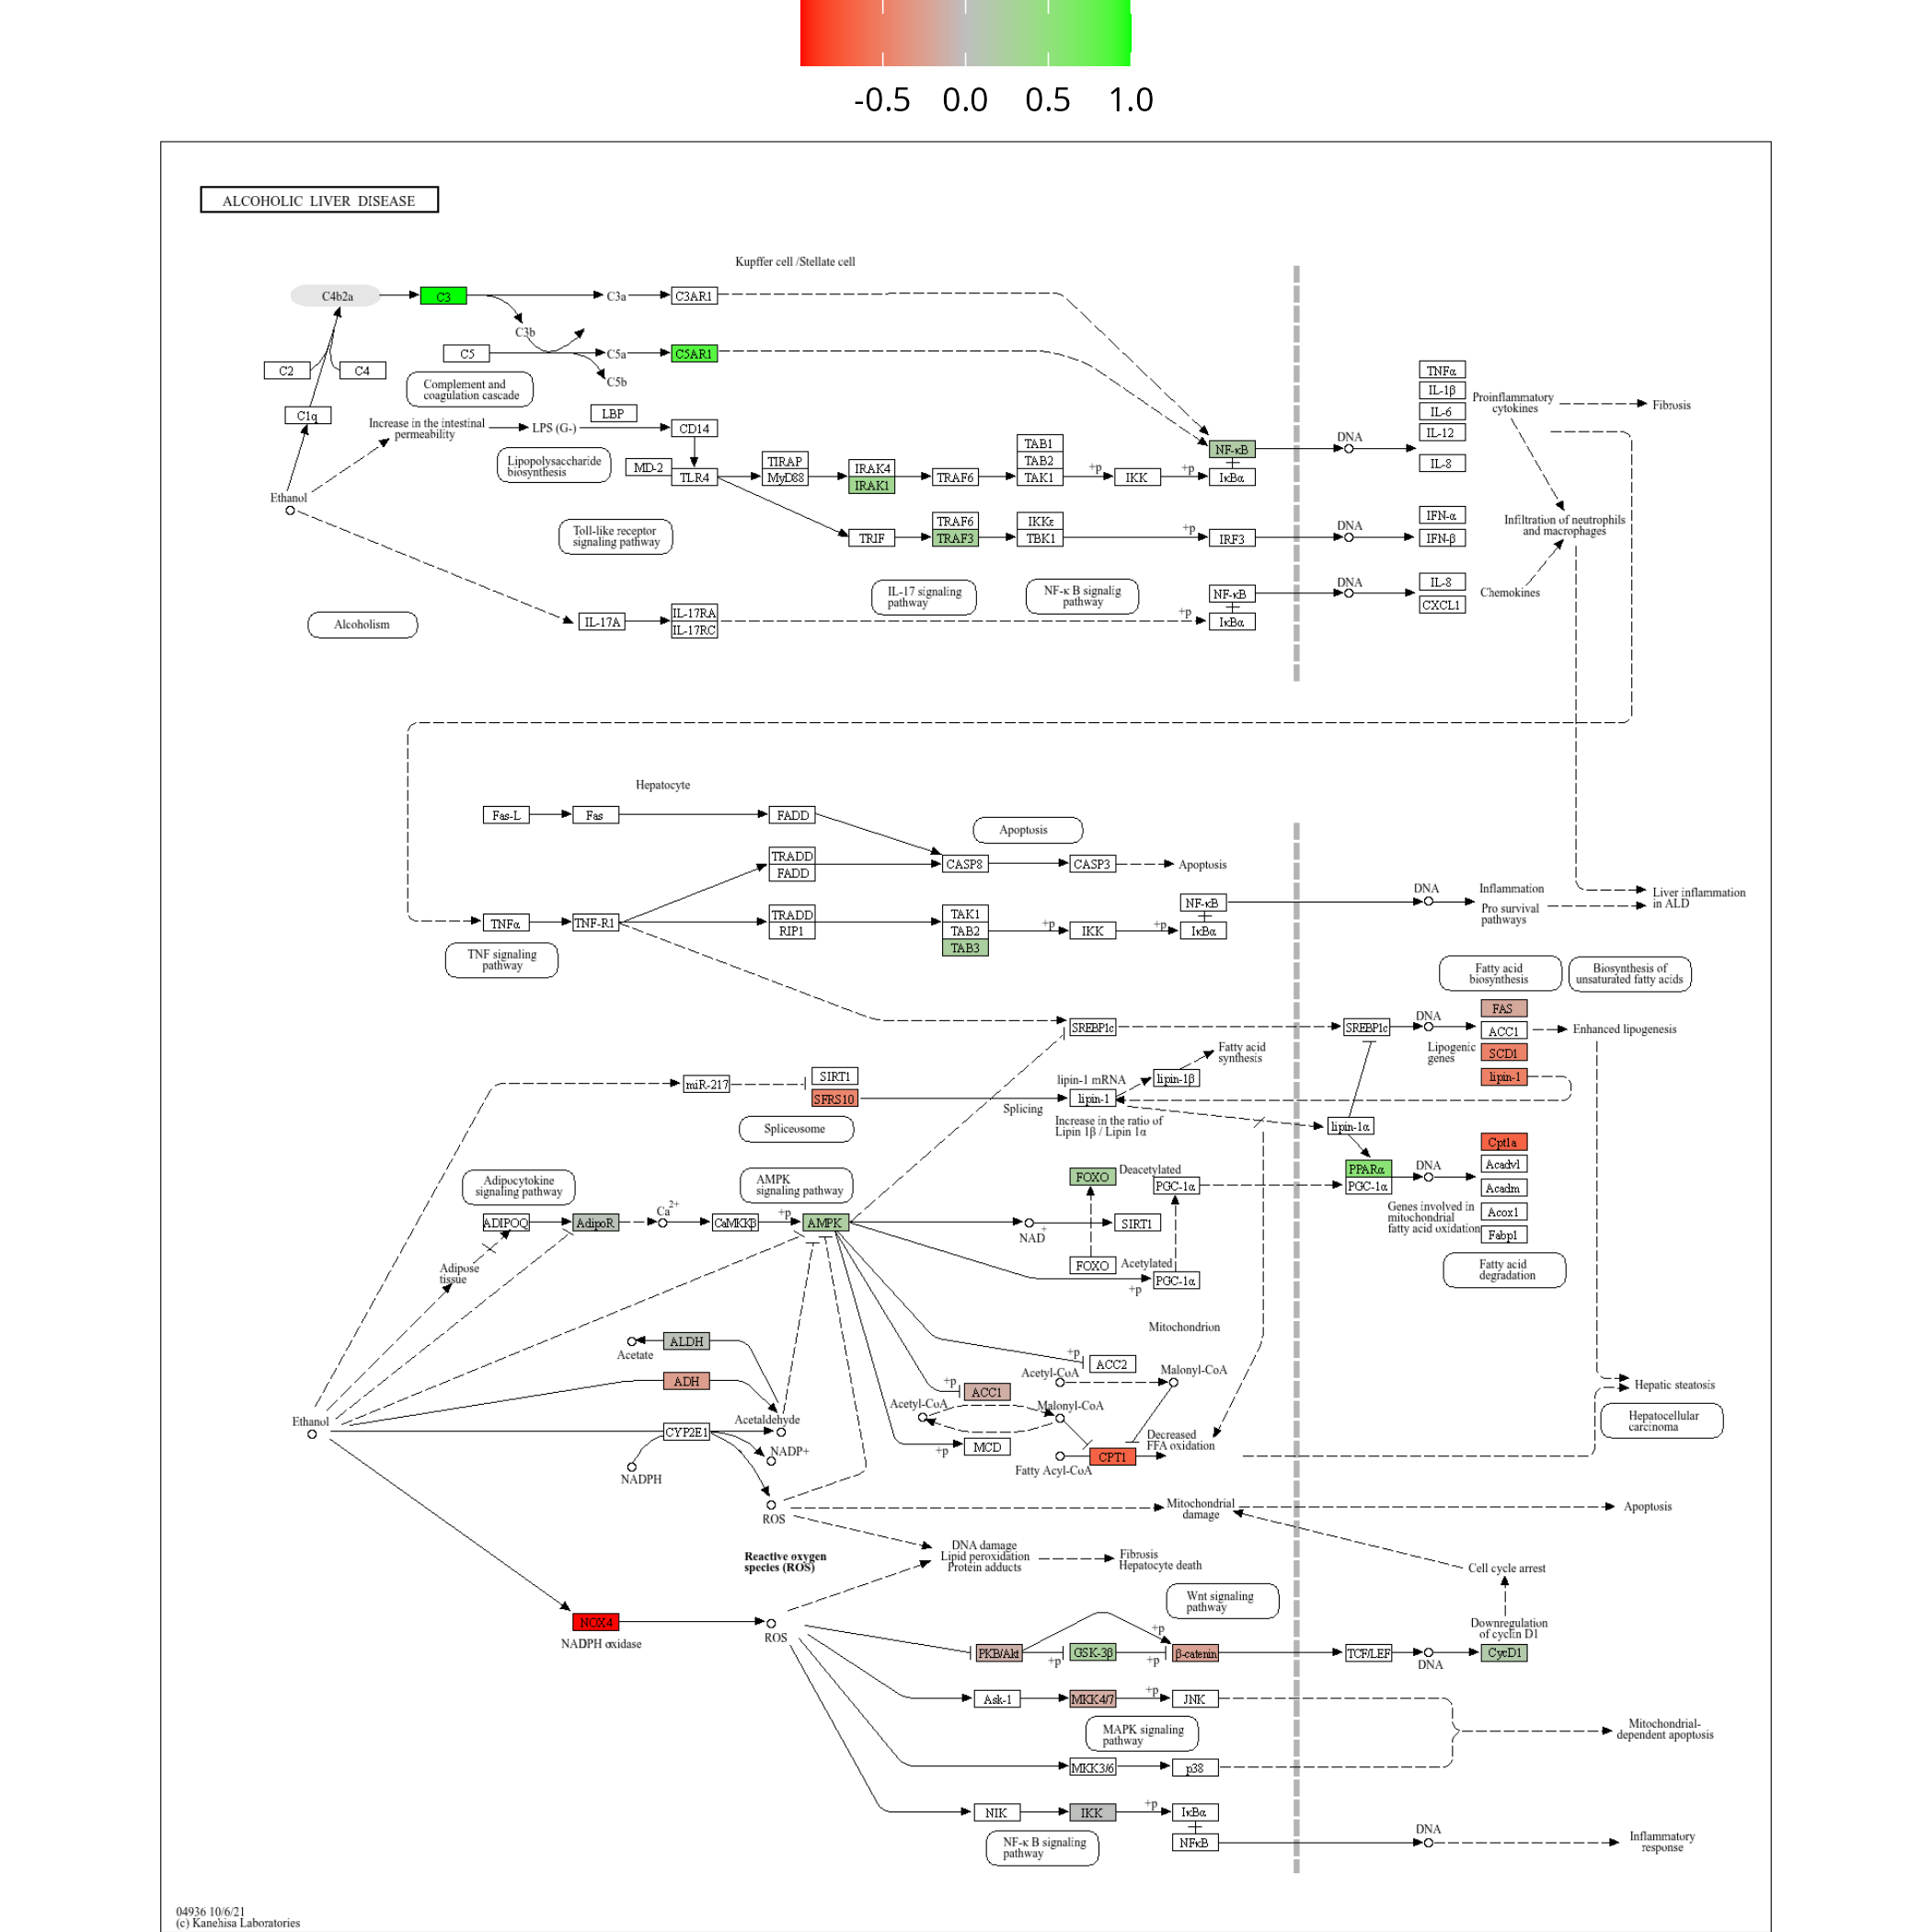 -0.5 0.0 0.5 1.0
ALCOHOLIC LIVER DISEASE
Kupffer cell /Stellate cell
C4b2a
C3
C3a
C3AR1
C3b
C5
C5a
C5AR1
C5b
C2
C4
Complement and
coagulation cascade
C1q
Increase in the intestinal
permeability
LPS (G-)
LBP
CD14
Lipopolysaccharide
biosynthesis
MD-2
TLR4
TIRAP
MyD88
IRAK4
IRAK1
TRAF6
TAB1
TAB2
TAK1
+p
IKK
+p
NF-κB
IκBα
DNA
TNFα
IL-1β
IL-6
IL-12
IL-8
Proinflammatory
cytokines
Fibrosis
Ethanol
Toll-like receptor
signaling pathway
TRIF
TRAF6
TRAF3
IKKε
TBK1
+p
IRF3
DNA
IFN-α
IFN-β
Infiltration of neutrophils
and macrophages
Alcoholism
IL-17A
IL-17RA
IL-17RC
IL-17 signaling
pathway
NF-κ B signalig
pathway
+p
NF-κB
IκBα
DNA
IL-8
CXCL1
Chemokines
Hepatocyte
Fas-L
Fas
FADD
Apoptosis
TRADD
FADD
CASP8
CASP3
Apoptosis
TNFα
TNF-R1
TRADD
RIP1
TAK1
TAB2
TAB3
+p
IKK
+p
NF-κB
IκBα
DNA
Inflammation
Pro survival
pathways
Liver inflammation
in ALD
TNF signaling
pathway
Fatty acid
biosynthesis
Biosynthesis of
unsaturated fatty acids
SREBP1c
SREBP1c
DNA
FAS
ACC1
SCD1
lipin-1
Lipogenic
genes
Enhanced lipogenesis
miR-217
SIRT1
SFRS10
Spliceosome
Splicing
lipin-1 mRNA
lipin-1
lipin-1β
Fatty acid
synthesis
Increase in the ratio of
Lipin 1β / Lipin 1α
lipin-1α
Adipocytokine
signaling pathway
AMPK
signaling pathway
ADIPOQ
AdipoR
Ca2+
CaMKKβ
+p
AMPK
NAD+
SIRT1
FOXO
Deacetylated
PGC-1α
FOXO
Acetylated
PGC-1α
+p
PPARα
PGC-1α
DNA
Cpt1a
Acadvl
Acadm
Acox1
Fabp1
Genes involved in
mitochondrial
fatty acid oxidation
Fatty acid
degradation
Adipose
tissue
Mitochondrion
ALDH
Acetate
ADH
Acetaldehyde
Ethanol
CYP2E1
NADP+
NADPH
ROS
+p
ACC2
+p
ACC1
Acetyl-CoA
Malonyl-CoA
Acetyl-CoA
Malonyl-CoA
+p
MCD
Decreased
FFA oxidation
Fatty Acyl-CoA
CPT1
Hepatic steatosis
Hepatocellular
carcinoma
Mitochondrial
damage
Apoptosis
Reactive oxygen
species (ROS)
DNA damage
Lipid peroxidation
Protein adducts
Fibrosis
Hepatocyte death
Cell cycle arrest
Wnt signaling
pathway
NOX4
NADPH oxidase
ROS
Downregulation
of cyclin D1
PKB/Akt
+p
GSK-3β
+p
+p
β-catenin
TCF/LEF
DNA
CycD1
Ask-1
MKK4/7
+p
JNK
MAPK signaling
pathway
Mitochondrial-
dependent apoptosis
MKK3/6
p38
NIK
IKK
+p
IκBα
NFκB
NF-κ B signaling
pathway
DNA
Inflammatory
response
04936 10/6/21
(c) Kanehisa Laboratories